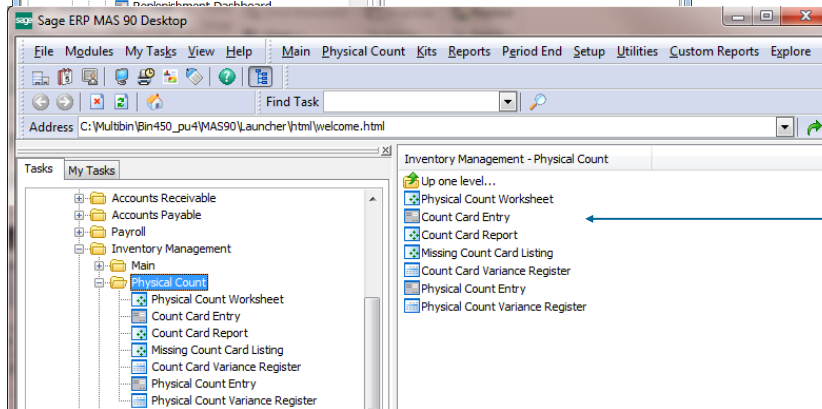 Replenishment Dashboard
sage Sage ERP MAS 90 Desktop
File Modules My Tasks View Help Main Physical Count Kits Reports Period End Setup Utilities Custom Reports Explore
Find Task
Address C:\Multibin\Bin450_pu4\MAS90\Launcher\html\welcome.html
Tasks My Tasks
Accounts Receivable
Accounts Payable
Payroll
Inventory Management
Main
Physical Count
Physical Count Worksheet
Count Card Entry
Count Card Report
Missing Count Card Listing
Count Card Variance Register
Physical Count Entry
Physical Count Variance Register
Inventory Management - Physical Count
Up one level...
Physical Count Worksheet
Count Card Entry
Count Card Report
Missing Count Card Listing
Count Card Variance Register
Physical Count Entry
Physical Count Variance Register